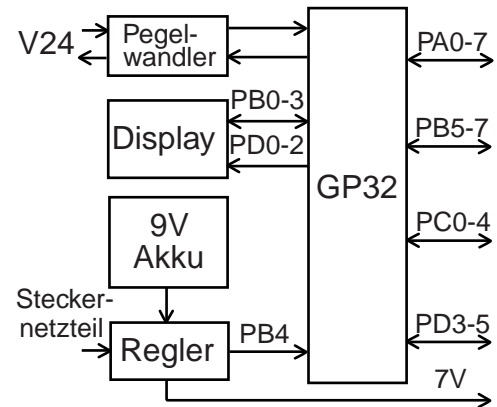 V24
Pegel-
wandler
PB0-3
PD0-2
Display
9V
Akku
Stecker-
netzteil
Regler
PB4
GP32
PA0-7
PB5-7
PC0-4
PD3-5
7V